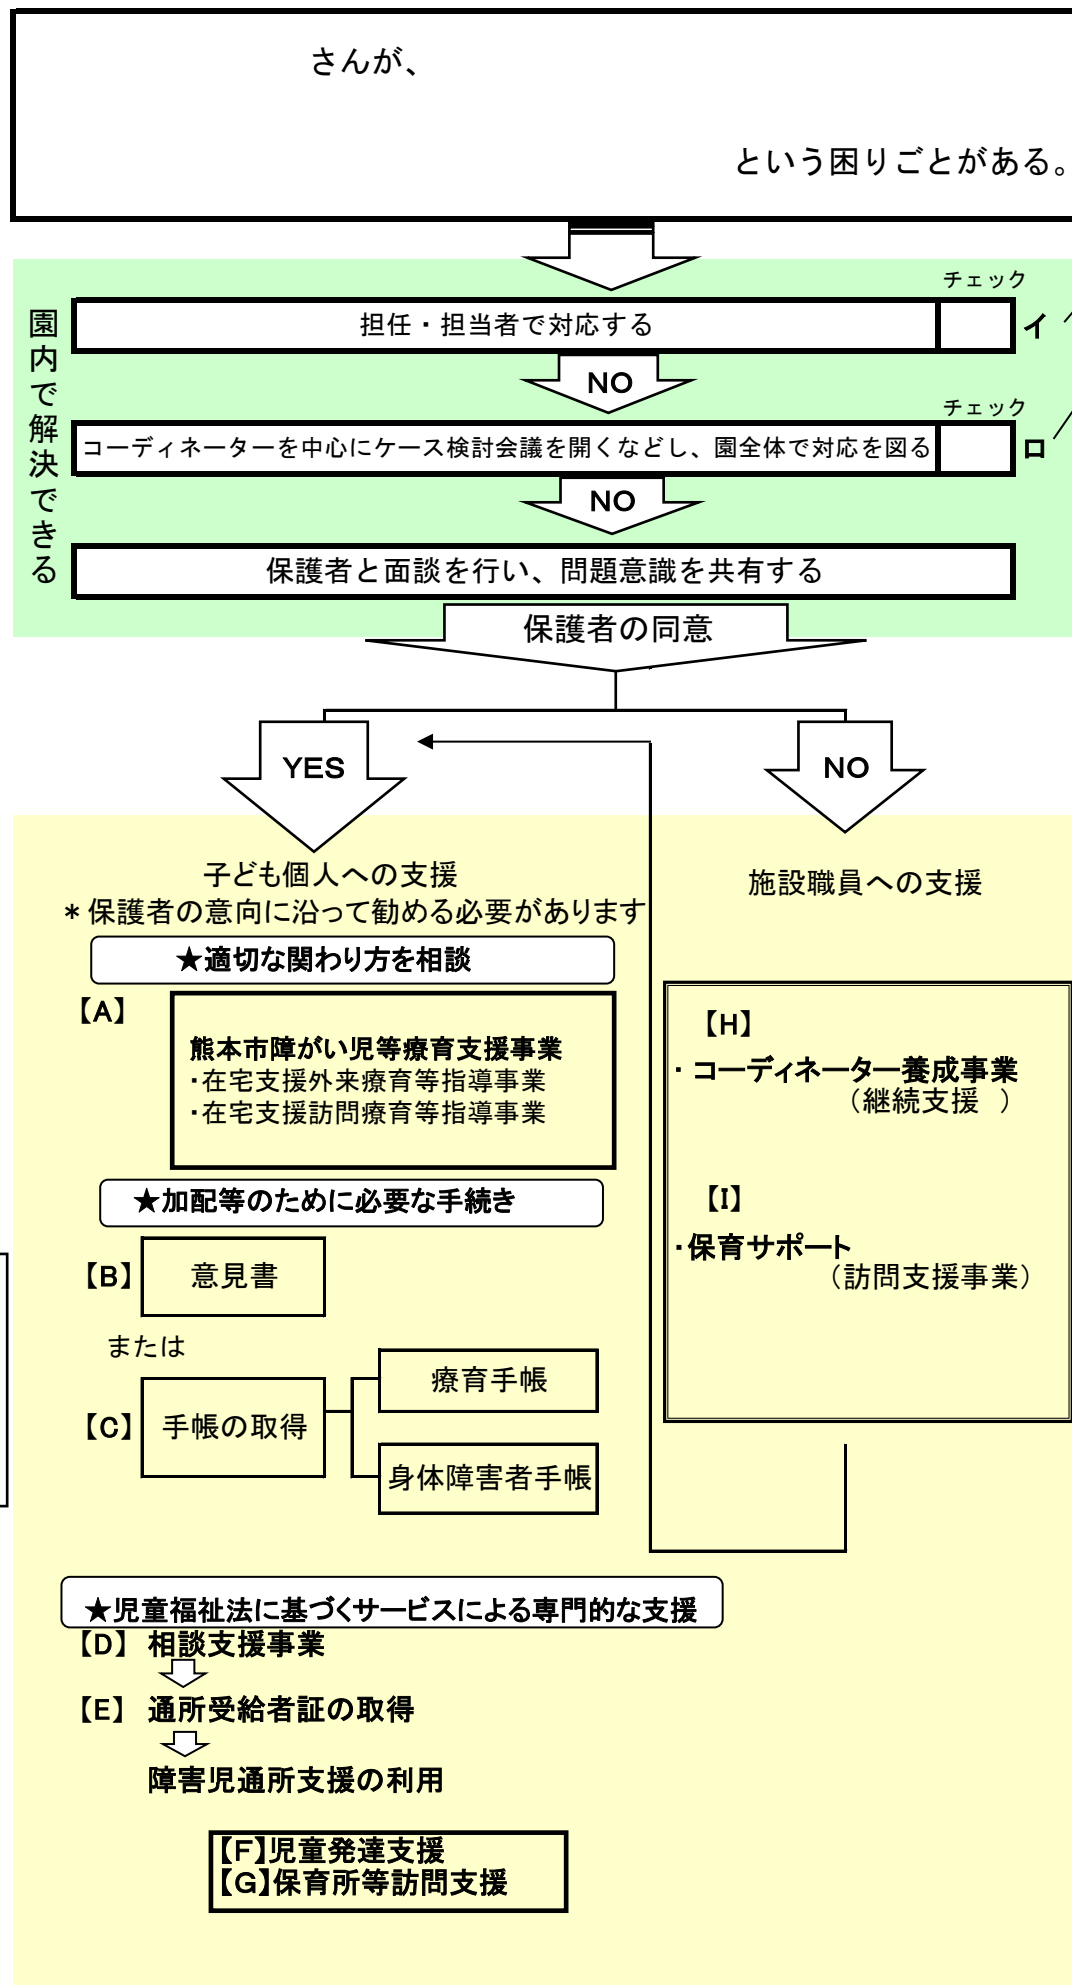 さんが、
という困りごとがある。
園内で解決できる
チェック
担任・担当者で対応する
イ
NO
チェック
コーディネーターを中心にケース検討会議を開くなどし、園全体で対応を図る
ロ
NO
保護者と面談を行い、問題意識を共有する
保護者の同意
YES
NO
子ども個人への支援
*保護者の意向に沿って勧める必要があります
★適切な関わり方を相談
【A】
熊本市障がい児等療育支援事業
・在宅支援外来療育等指導事業
・在宅支援訪問療育等指導事業
★加配等のために必要な手続き
【B】
意見書
または
【C】
手帳の取得
療育手帳
身体障害者手帳
★児童福祉法に基づくサービスによる専門的な支援
【D】 相談支援事業
【E】 通所受給者証の取得
障害児通所支援の利用
【F】児童発達支援
【G】保育所等訪問支援
施設職員への支援
【H】
・コーディネーター養成事業
（継続支援　）
【I】
・保育サポート
（訪問支援事業）